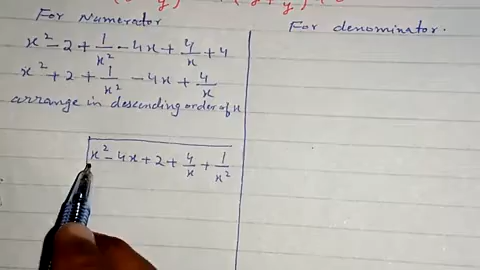 For Numerator
For denominator.
x² - 2 + 1/x² - 4x + 4/x + 4
x² + 2 + 1/x² - 4x + 4/x
arrange in descending order of x
x² - 4x + 2 + 4/x + 1/x²